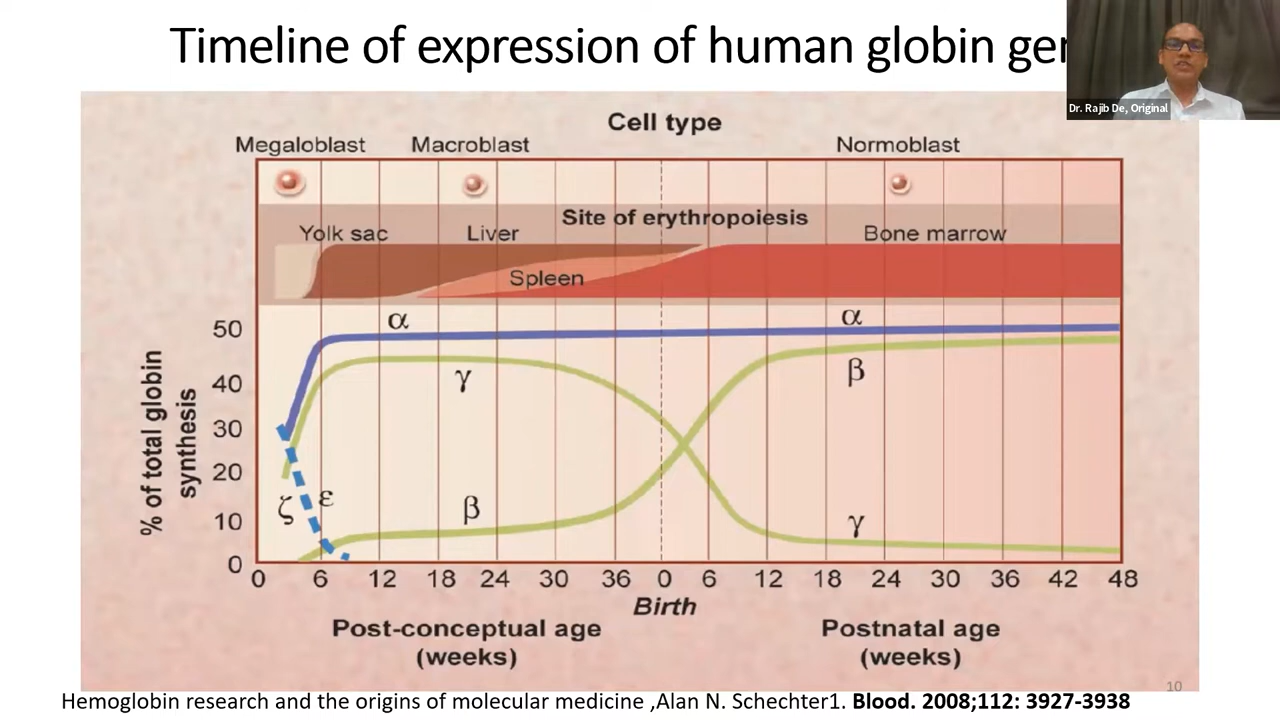 Timeline of expression of human globin gen
Dr. Rajib De, Original
Cell type
Megaloblast Macroblast Normoblast
Site of erythropoiesis
Yolk sac Liver Bone marrow
Spleen
% of total globin
synthesis
50
40
30
20
10
0
α α
γ β
ζ ε β γ
0 6 12 18 24 30 36 0 6 12 18 24 30 36 42 48
Birth
Post-conceptual age
(weeks)
Postnatal age
(weeks)
10
Hemoglobin research and the origins of molecular medicine ,Alan N. Schechter1. Blood. 2008;112: 3927-3938